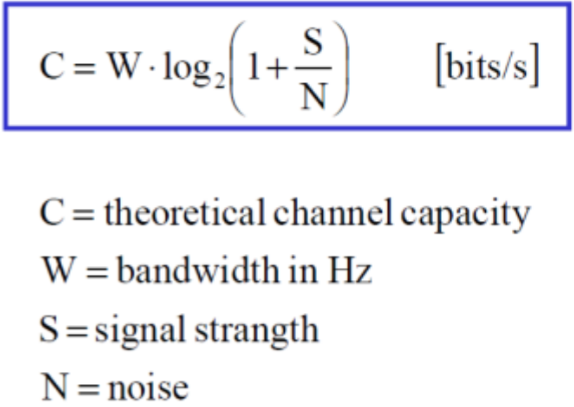 C = W · log₂(1 + S/N) [bits/s]
C = theoretical channel capacity
W = bandwidth in Hz
S = signal strangth
N = noise